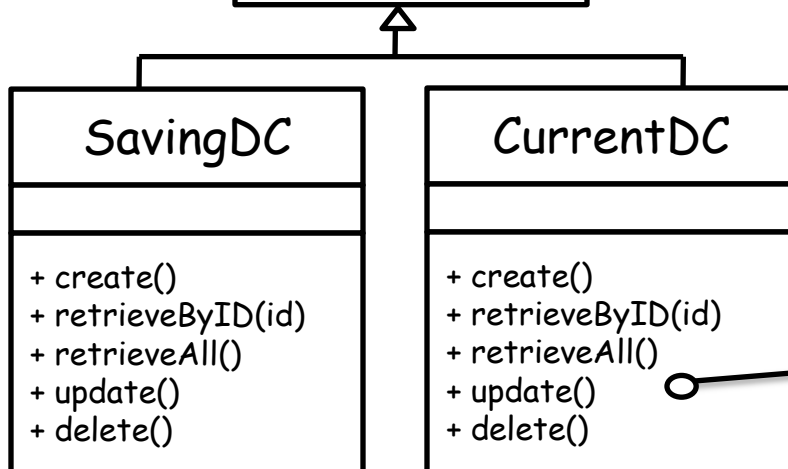 SavingDC
+ create()
+ retrieveByID(id)
+ retrieveAll()
+ update()
+ delete()
CurrentDC
+ create()
+ retrieveByID(id)
+ retrieveAll()
+ update()
+ delete()